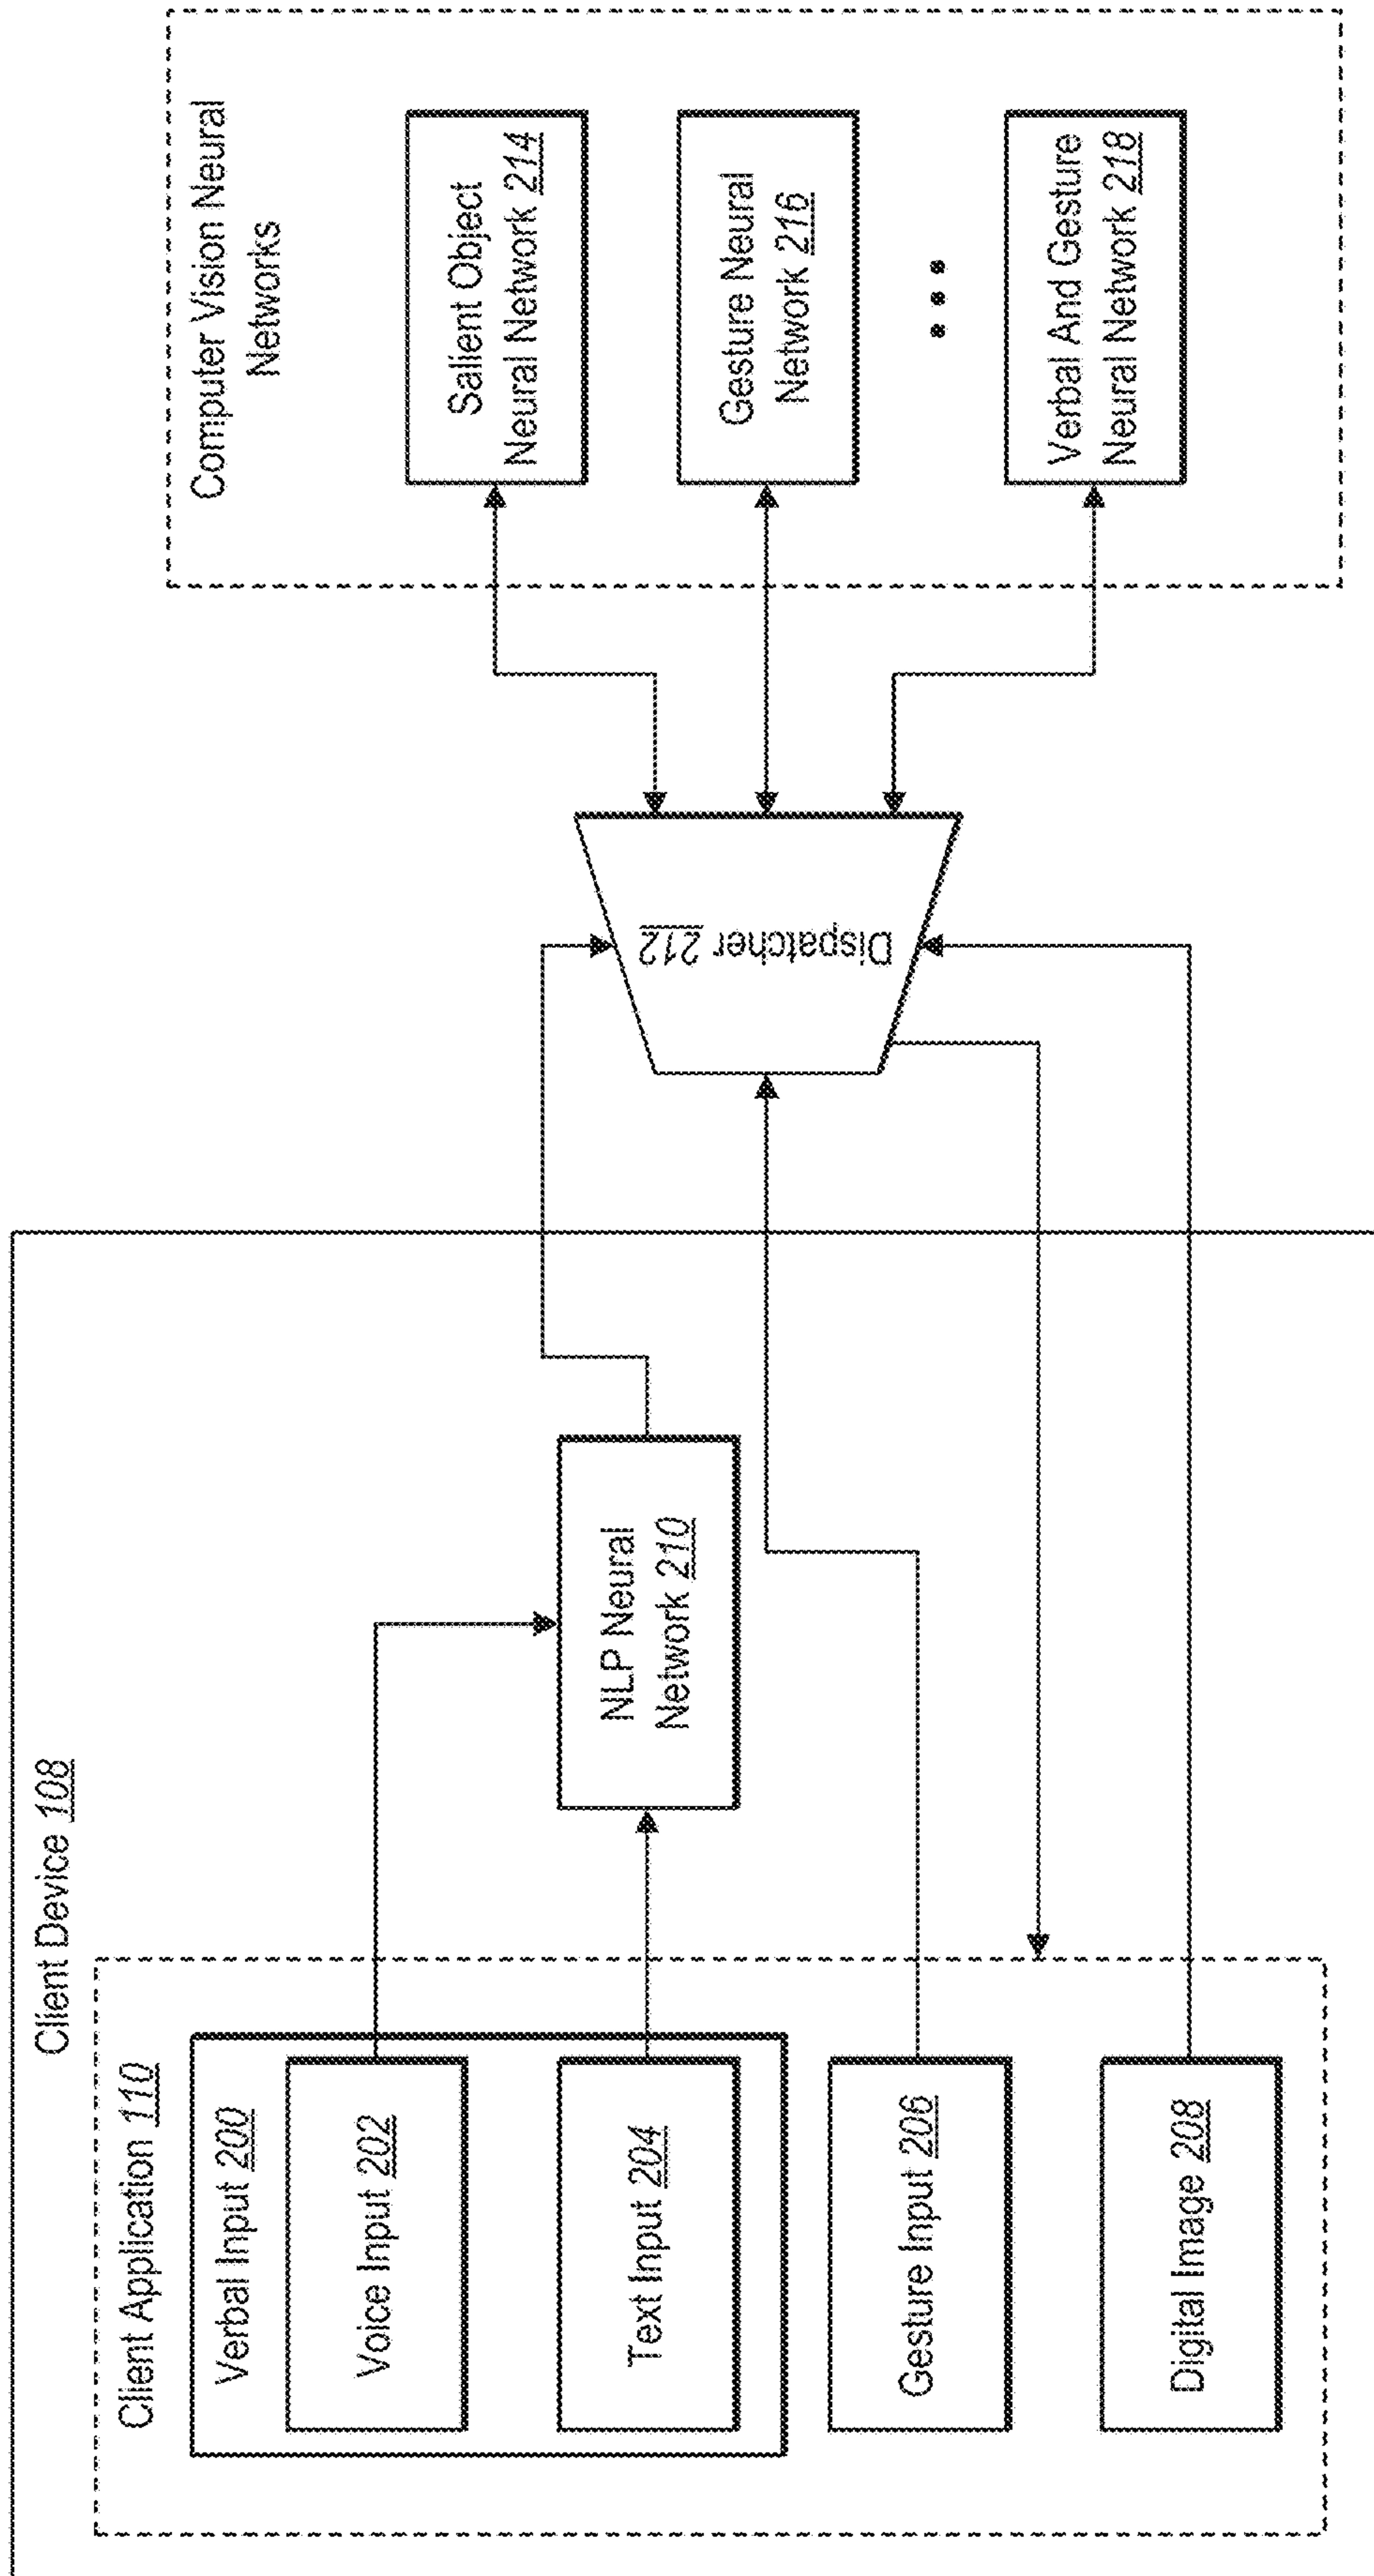 Client Device 108
Client Application 110
Verbal Input 200
Voice Input 202
Text Input 204
Gesture Input 206
Digital Image 208
NLP Neural
Network 210
Dispatcher 212
Computer Vision Neural
Networks
Salient Object
Neural Network 214
Gesture Neural
Network 216
Verbal And Gesture
Neural Network 218